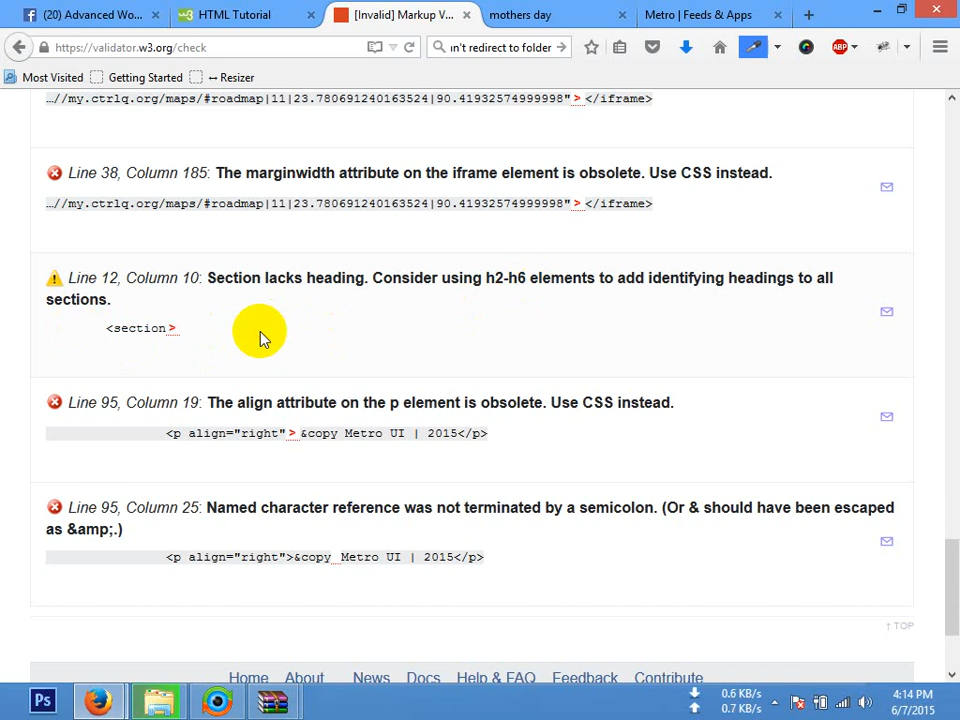 (20) Advanced Wo... × HTML Tutorial × [Invalid] Markup V... × mothers day × Metro | Feeds & Apps × +
https://validator.w3.org/check n't redirect to folder ABP
Most Visited Getting Started ↔ Resizer
…//my.ctrlq.org/maps/#roadmap|11|23.780691240163524|90.41932574999998"></iframe>
Line 38, Column 185: The marginwidth attribute on the iframe element is obsolete. Use CSS instead.
…//my.ctrlq.org/maps/#roadmap|11|23.780691240163524|90.41932574999998"></iframe>
Line 12, Column 10: Section lacks heading. Consider using h2-h6 elements to add identifying headings to all
sections.
<section>
Line 95, Column 19: The align attribute on the p element is obsolete. Use CSS instead.
<p align="right">&copy Metro UI | 2015</p>
Line 95, Column 25: Named character reference was not terminated by a semicolon. (Or & should have been escaped
as &amp;.)
<p align="right">&copy Metro UI | 2015</p>
↑ TOP
Home About News Docs Help & FAQ Feedback Contribute
Ps 0.6 KB/s 4:14 PM
0.7 KB/s 6/7/2015